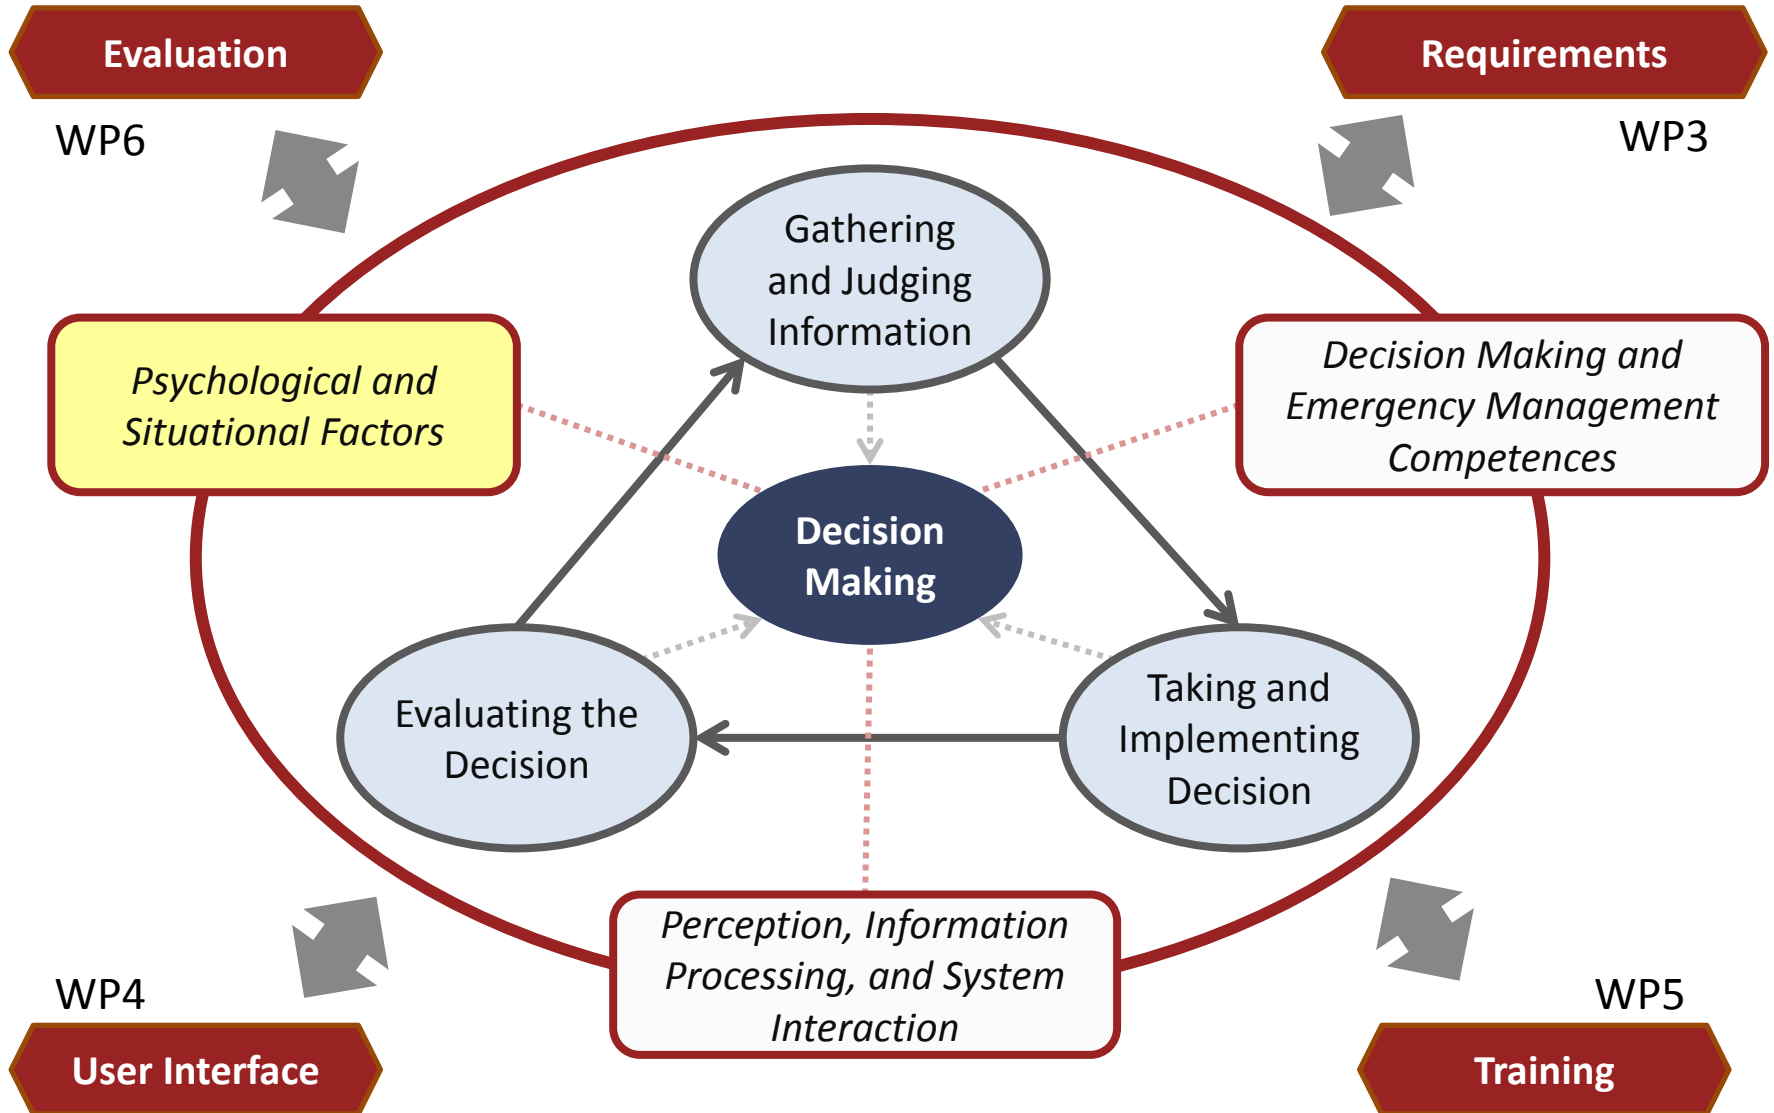 Evaluation
Requirements
WP6
WP3
Gathering
and Judging
Information
Psychological and
Situational Factors
Decision Making and
Emergency Management
Competences
Decision
Making
Evaluating the
Decision
Taking and
Implementing
Decision
Perception, Information
Processing, and System
Interaction
WP4
WP5
User Interface
Training